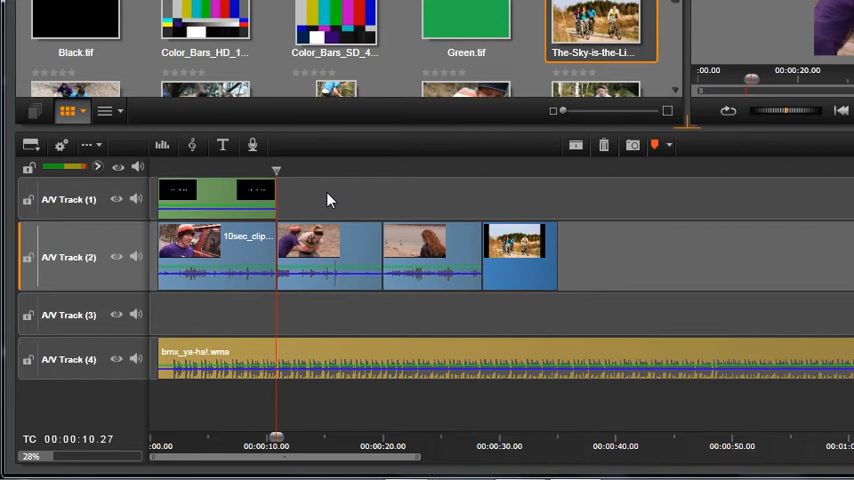 Black.tif
Color_Bars_HD_1...
Color_Bars_SD_4...
Green.tif
The-Sky-is-the-Li...
:00.00
00:00:20.00
A/V Track (1)
A/V Track (2)
10sec_clip...
A/V Track (3)
A/V Track (4)
bmx_ya-ha!.wma
TC 00:00:10.27
:00.00
00:00:10.00
00:00:20.00
00:00:30.00
00:00:40.00
00:00:50.00
00:01:0
28%